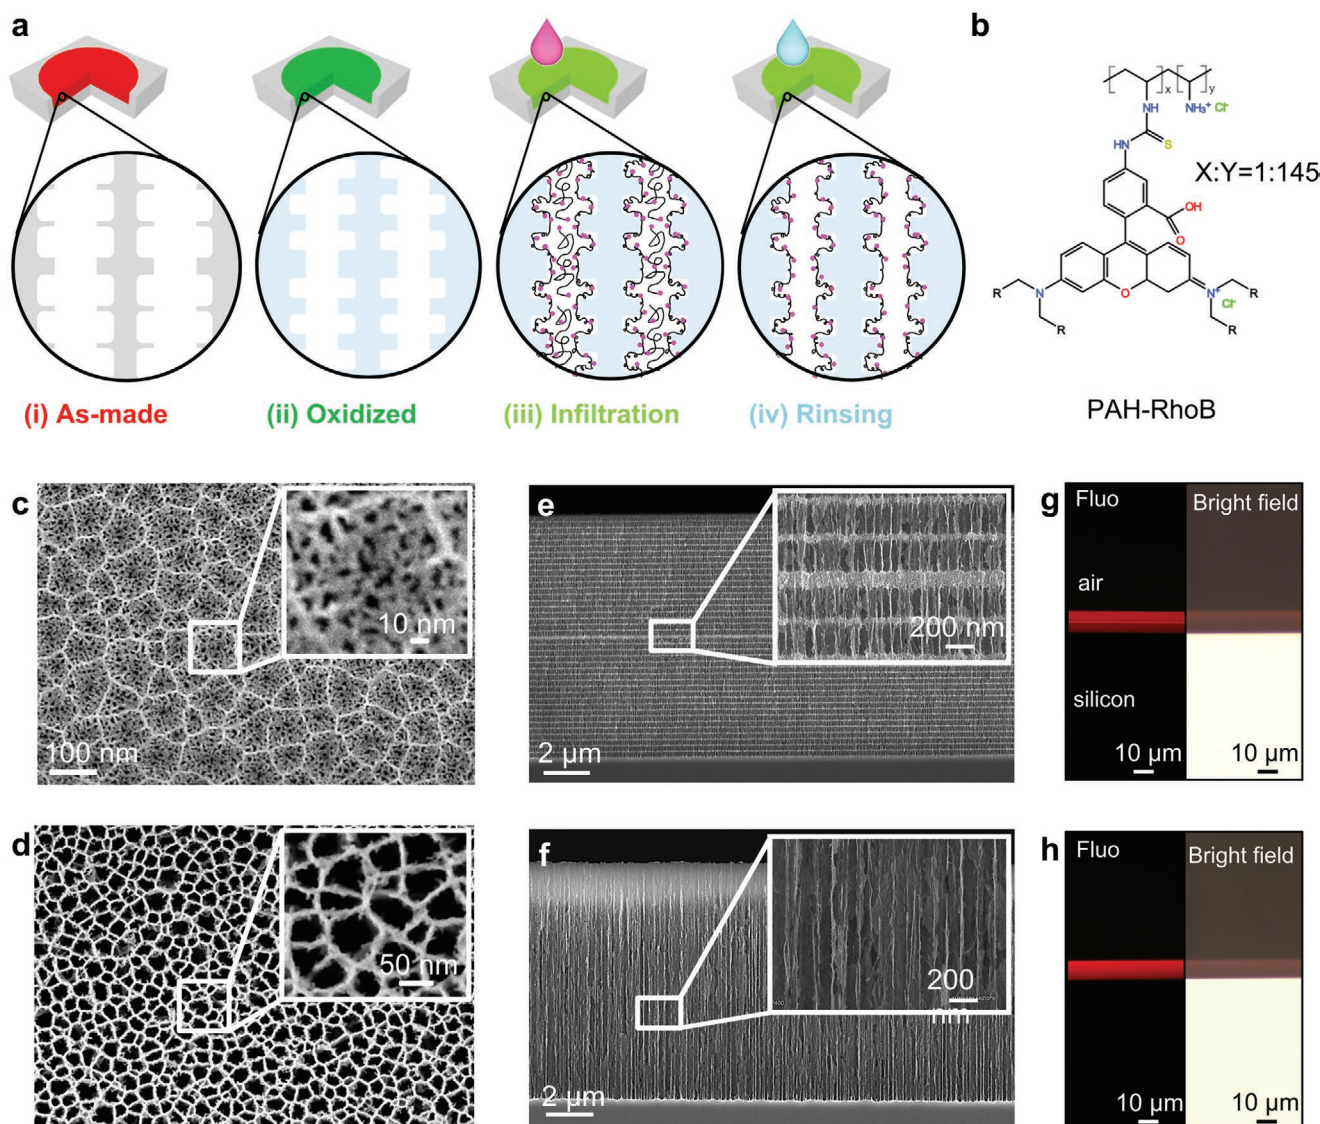 a
b
(i) As-made
(ii) Oxidized
(iii) Infiltration
(iv) Rinsing
x
y
NH
NH₃⁺ Cl⁻
HN
S
X:Y=1:145
OH
O
O
N
N⁺
Cl⁻
R
R
R
R
PAH-RhoB
c
10 nm
100 nm
e
200 nm
2 µm
g
Fluo
Bright field
air
silicon
10 µm
10 µm
d
50 nm
f
200
nm
2 µm
h
Fluo
Bright field
10 µm
10 µm